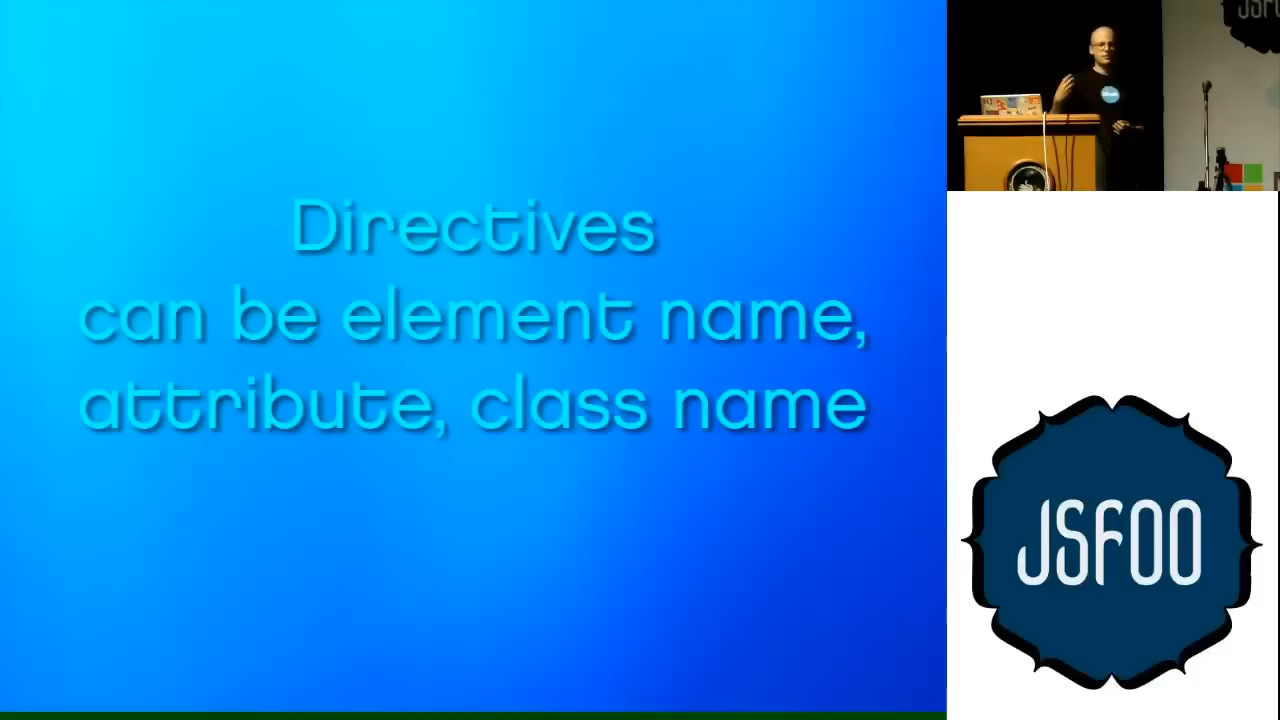 Directives
can be element name,
attribute, class name
JSFOO